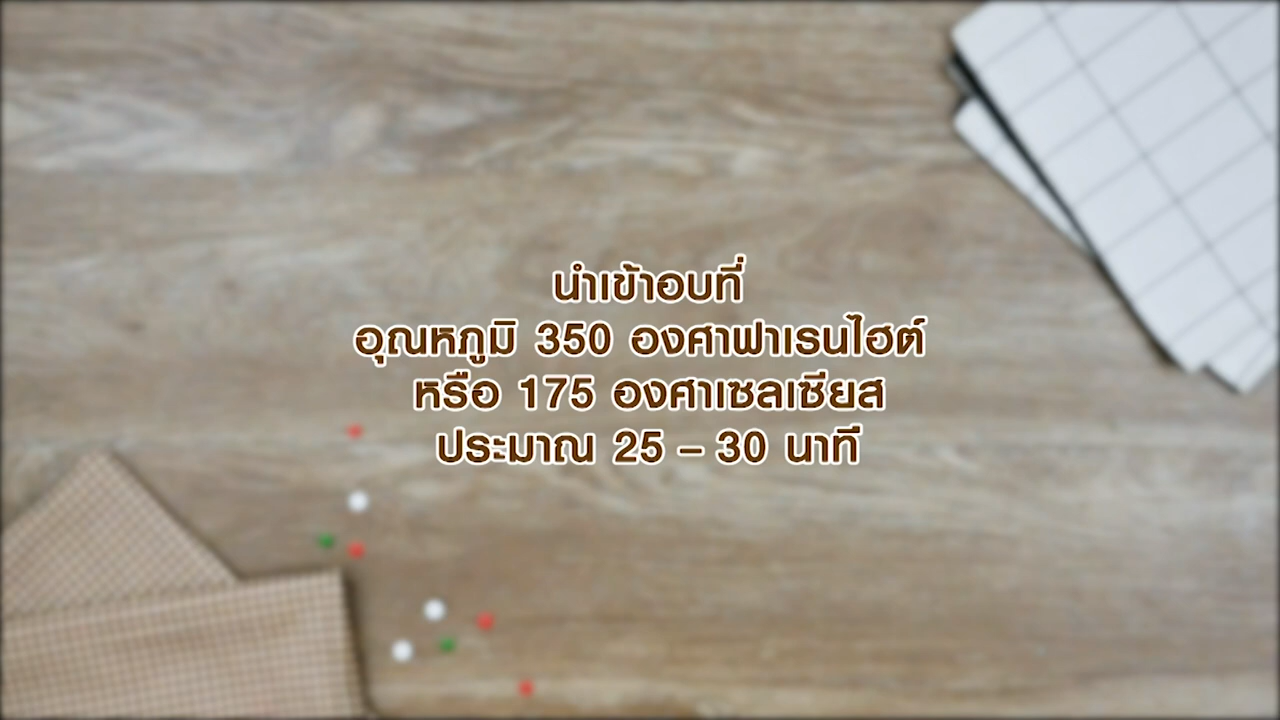 นำเข้าอบที่
อุณหภูมิ 350 องศาฟาเรนไฮต์
หรือ 175 องศาเซลเซียส
ประมาณ 25 – 30 นาที